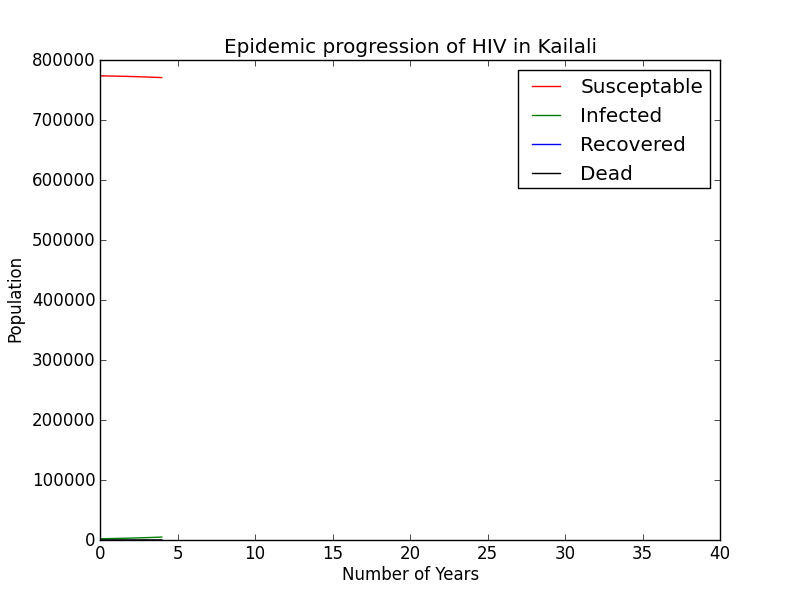 Epidemic progression of HIV in Kailali
800000
700000
600000
500000
400000
300000
200000
100000
0
Population
Susceptable
Infected
Recovered
Dead
0 5 10 15 20 25 30 35 40
Number of Years